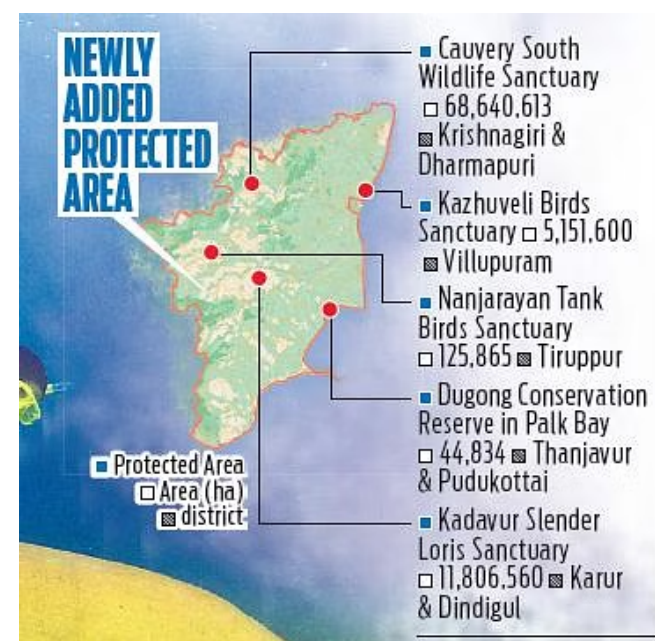 NEWLY
ADDED
PROTECTED
AREA
■ Cauvery South
Wildlife Sanctuary
□ 68,640,613
▩ Krishnagiri &
Dharmapuri
■ Kazhuveli Birds
Sanctuary □ 5,151,600
▩ Villupuram
■ Nanjarayan Tank
Birds Sanctuary
□ 125,865 ▩ Tiruppur
■ Dugong Conservation
Reserve in Palk Bay
□ 44,834 ▩ Thanjavur
& Pudukottai
■ Kadavur Slender
Loris Sanctuary
□ 11,806,560 ▩ Karur
& Dindigul
■ Protected Area
□ Area (ha)
▩ district